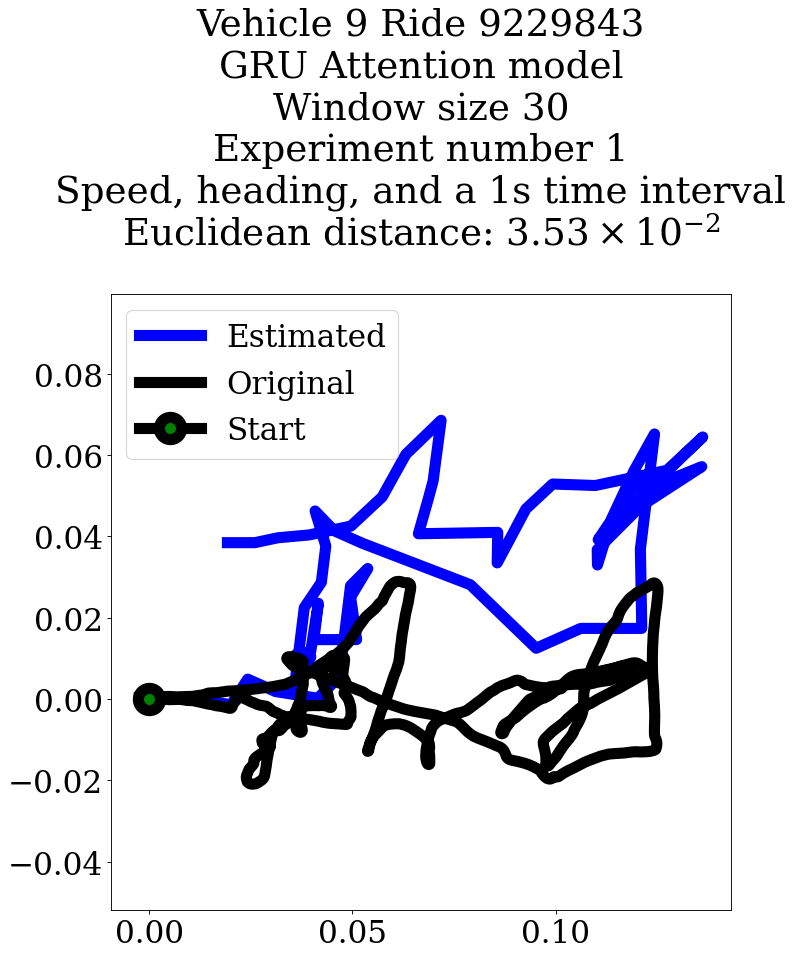 Vehicle 9 Ride 9229843
GRU Attention model
Window size 30
Experiment number 1
Speed, heading, and a 1s time interval
Euclidean distance: 3.53 × 10⁻²
Estimated
Original
Start
0.08
0.06
0.04
0.02
0.00
−0.02
−0.04
0.00 0.05 0.10